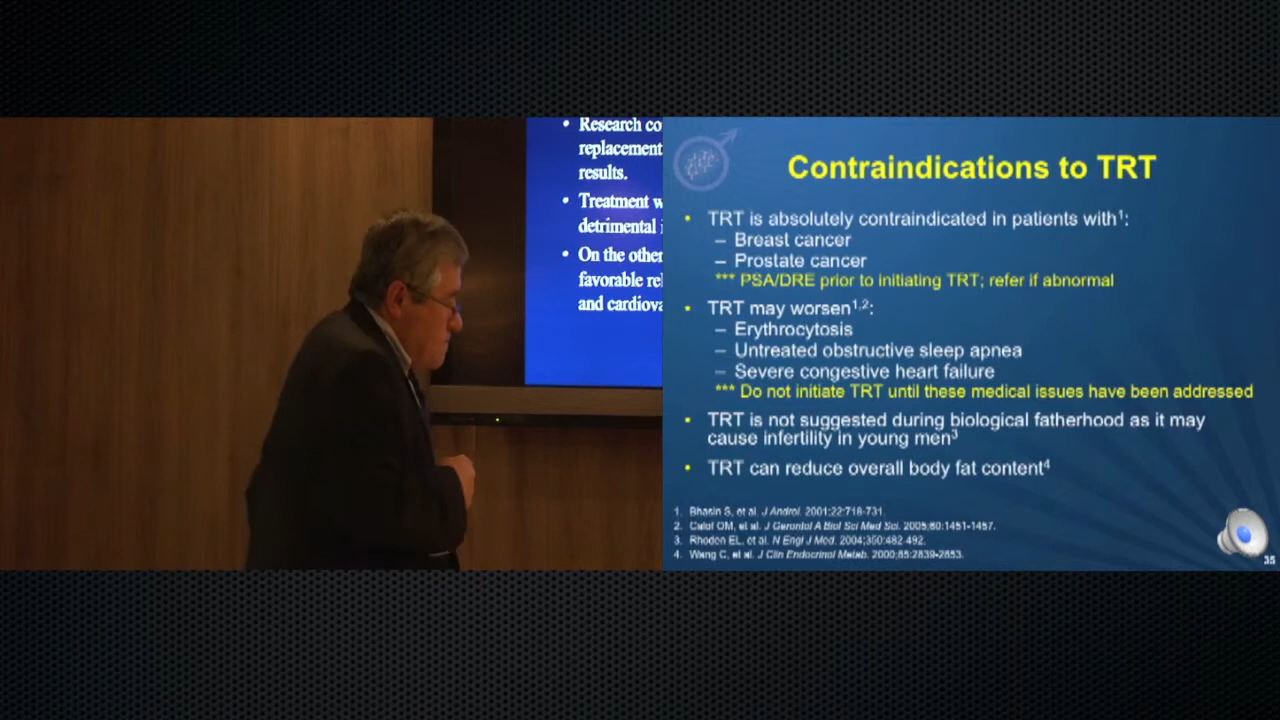 • Research co
replacement
results.
• Treatment w
detrimental i
• On the other
favorable re
and cardiova
Contraindications to TRT
• TRT is absolutely contraindicated in patients with1:
– Breast cancer
– Prostate cancer
*** PSA/DRE prior to initiating TRT; refer if abnormal
• TRT may worsen1,2:
– Erythrocytosis
– Untreated obstructive sleep apnea
– Severe congestive heart failure
*** Do not initiate TRT until these medical issues have been addressed
• TRT is not suggested during biological fatherhood as it may
cause infertility in young men3
• TRT can reduce overall body fat content4
1. Bhasin S, et al. J Androl. 2001;22:718-731.
2. Calof OM, et al. J Gerontol A Biol Sci Med Sci. 2005;60:1451-1457.
3. Rhoden EL, et al. N Engl J Med. 2004;350:482-492.
4. Wang C, et al. J Clin Endocrinol Metab. 2000;85:2839-2853.
35